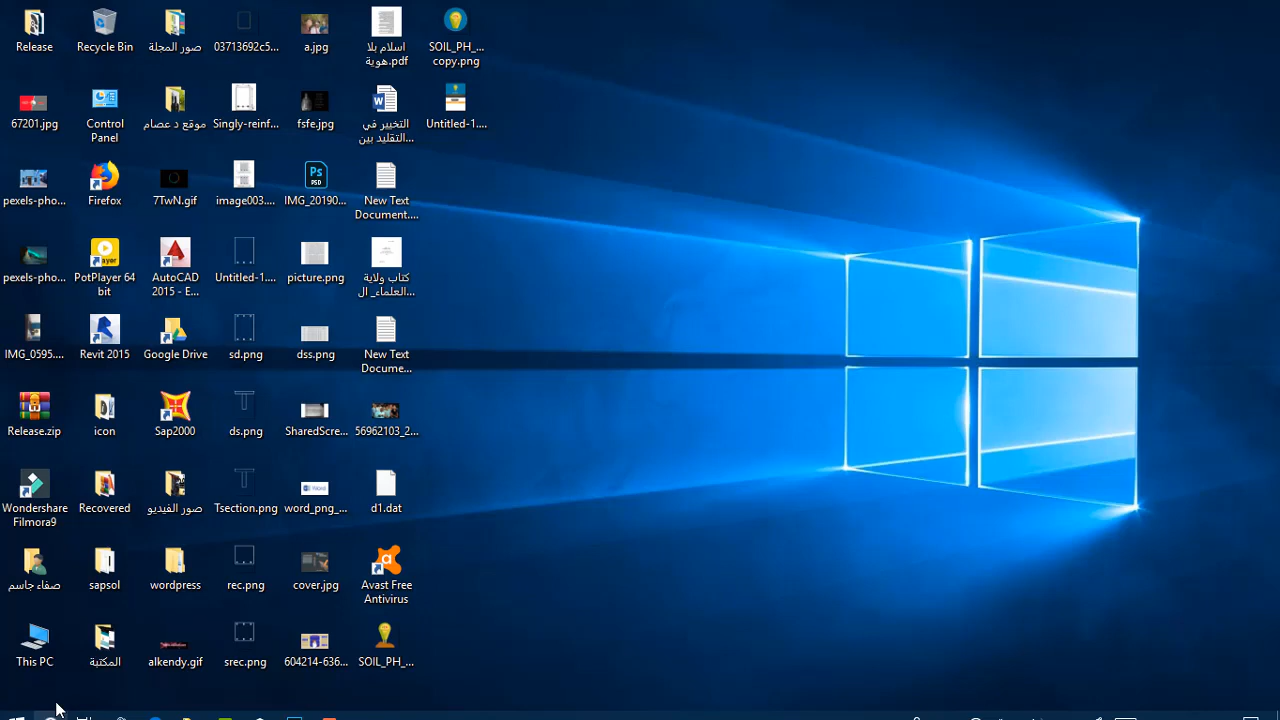 Release
Recycle Bin
صور المجلة
03713692c5...
a.jpg
اسلام بلا
هوية.pdf
SOIL_PH_...
copy.png
67201.jpg
Control
Panel
موقع د عصام
Singly-reinf...
fsfe.jpg
التخيير في
التقليد بين...
Untitled-1....
pexels-pho...
Firefox
7TwN.gif
image003....
IMG_20190...
New Text
Document....
pexels-pho...
PotPlayer 64
bit
AutoCAD
2015 - E...
Untitled-1....
picture.png
كتاب ولاية
العلماء_ ال...
IMG_0595....
Revit 2015
Google Drive
sd.png
dss.png
New Text
Docume...
Release.zip
icon
Sap2000
ds.png
SharedScre...
56962103_2...
Wondershare
Filmora9
Recovered
صور الفيديو
Tsection.png
word_png_...
d1.dat
صفاء جاسم
sapsol
wordpress
rec.png
cover.jpg
Avast Free
Antivirus
This PC
المكتبة
alkendy.gif
srec.png
604214-636...
SOIL_PH_...